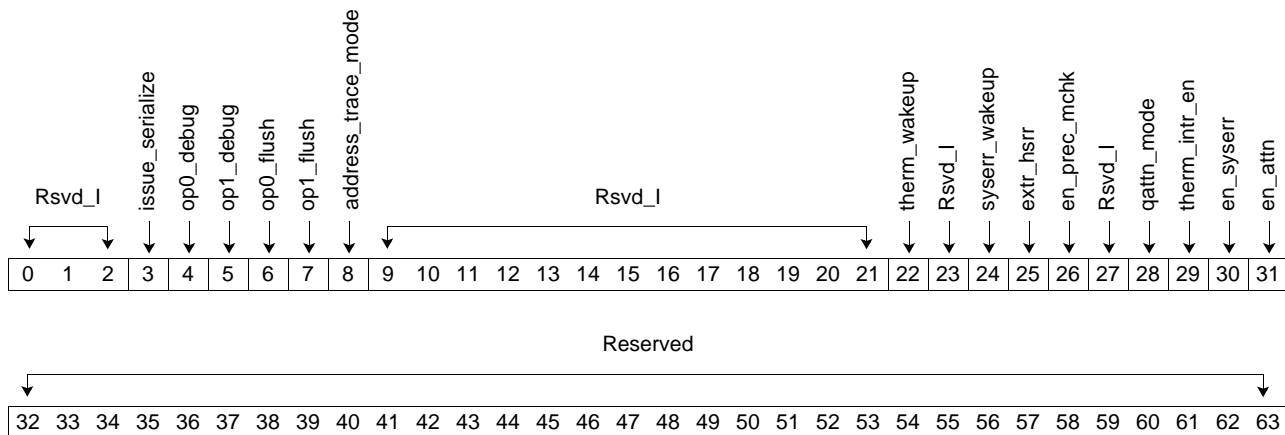 Rsvd_I
issue_serialize
op0_debug
op1_debug
op0_flush
op1_flush
address_trace_mode
Rsvd_I
therm_wakeup
Rsvd_I
syserr_wakeup
extr_hsrr
en_prec_mchk
Rsvd_I
qattn_mode
therm_intr_en
en_syserr
en_attn
0 1 2 3 4 5 6 7 8 9 10 11 12 13 14 15 16 17 18 19 20 21 22 23 24 25 26 27 28 29 30 31
Reserved
32 33 34 35 36 37 38 39 40 41 42 43 44 45 46 47 48 49 50 51 52 53 54 55 56 57 58 59 60 61 62 63